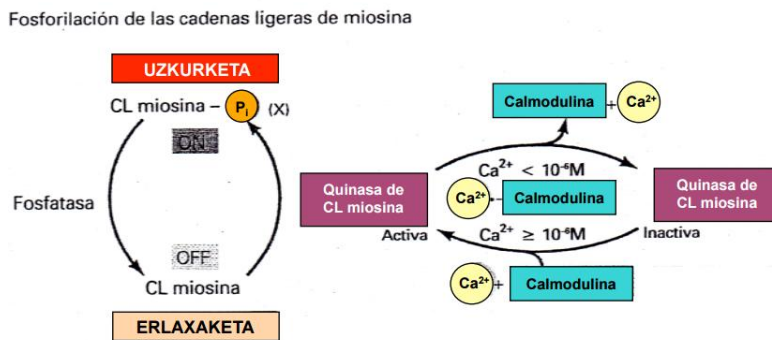 Fosforilación de las cadenas ligeras de miosina
UZKURKETA
CL miosina – Pi (X)
ON
Fosfatasa
OFF
CL miosina
ERLAXAKETA
Calmodulina + Ca²⁺
Ca²⁺ < 10⁻⁶M
Quinasa de
CL miosina
Activa
Ca²⁺ -- Calmodulina
Quinasa de
CL miosina
Inactiva
Ca²⁺ ≥ 10⁻⁶M
Ca²⁺ + Calmodulina